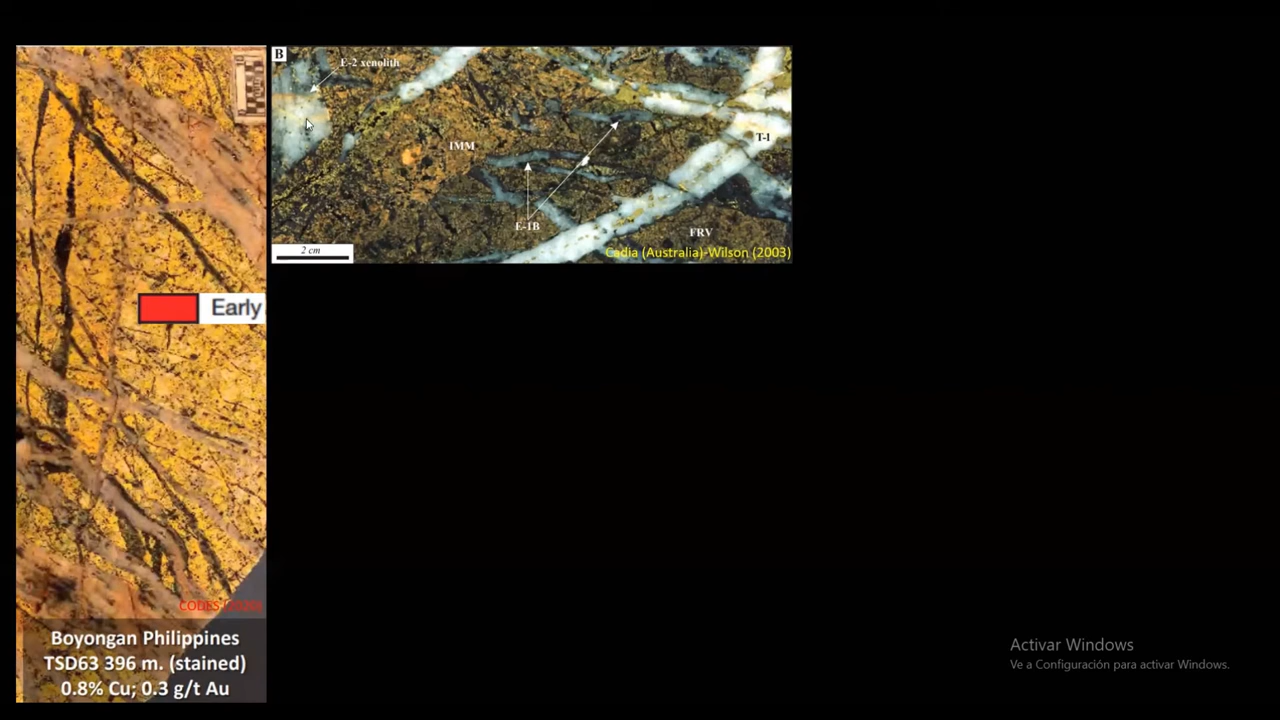 B
E-2 xenolith
IMM
T-1
E-1B
FRV
2 cm
Cadia (Australia)-Wilson (2003)
Early
Boyongan Philippines
TSD63 396 m. (stained)
0.8% Cu; 0.3 g/t Au
Activar Windows
Ve a Configuración para activar Windows.